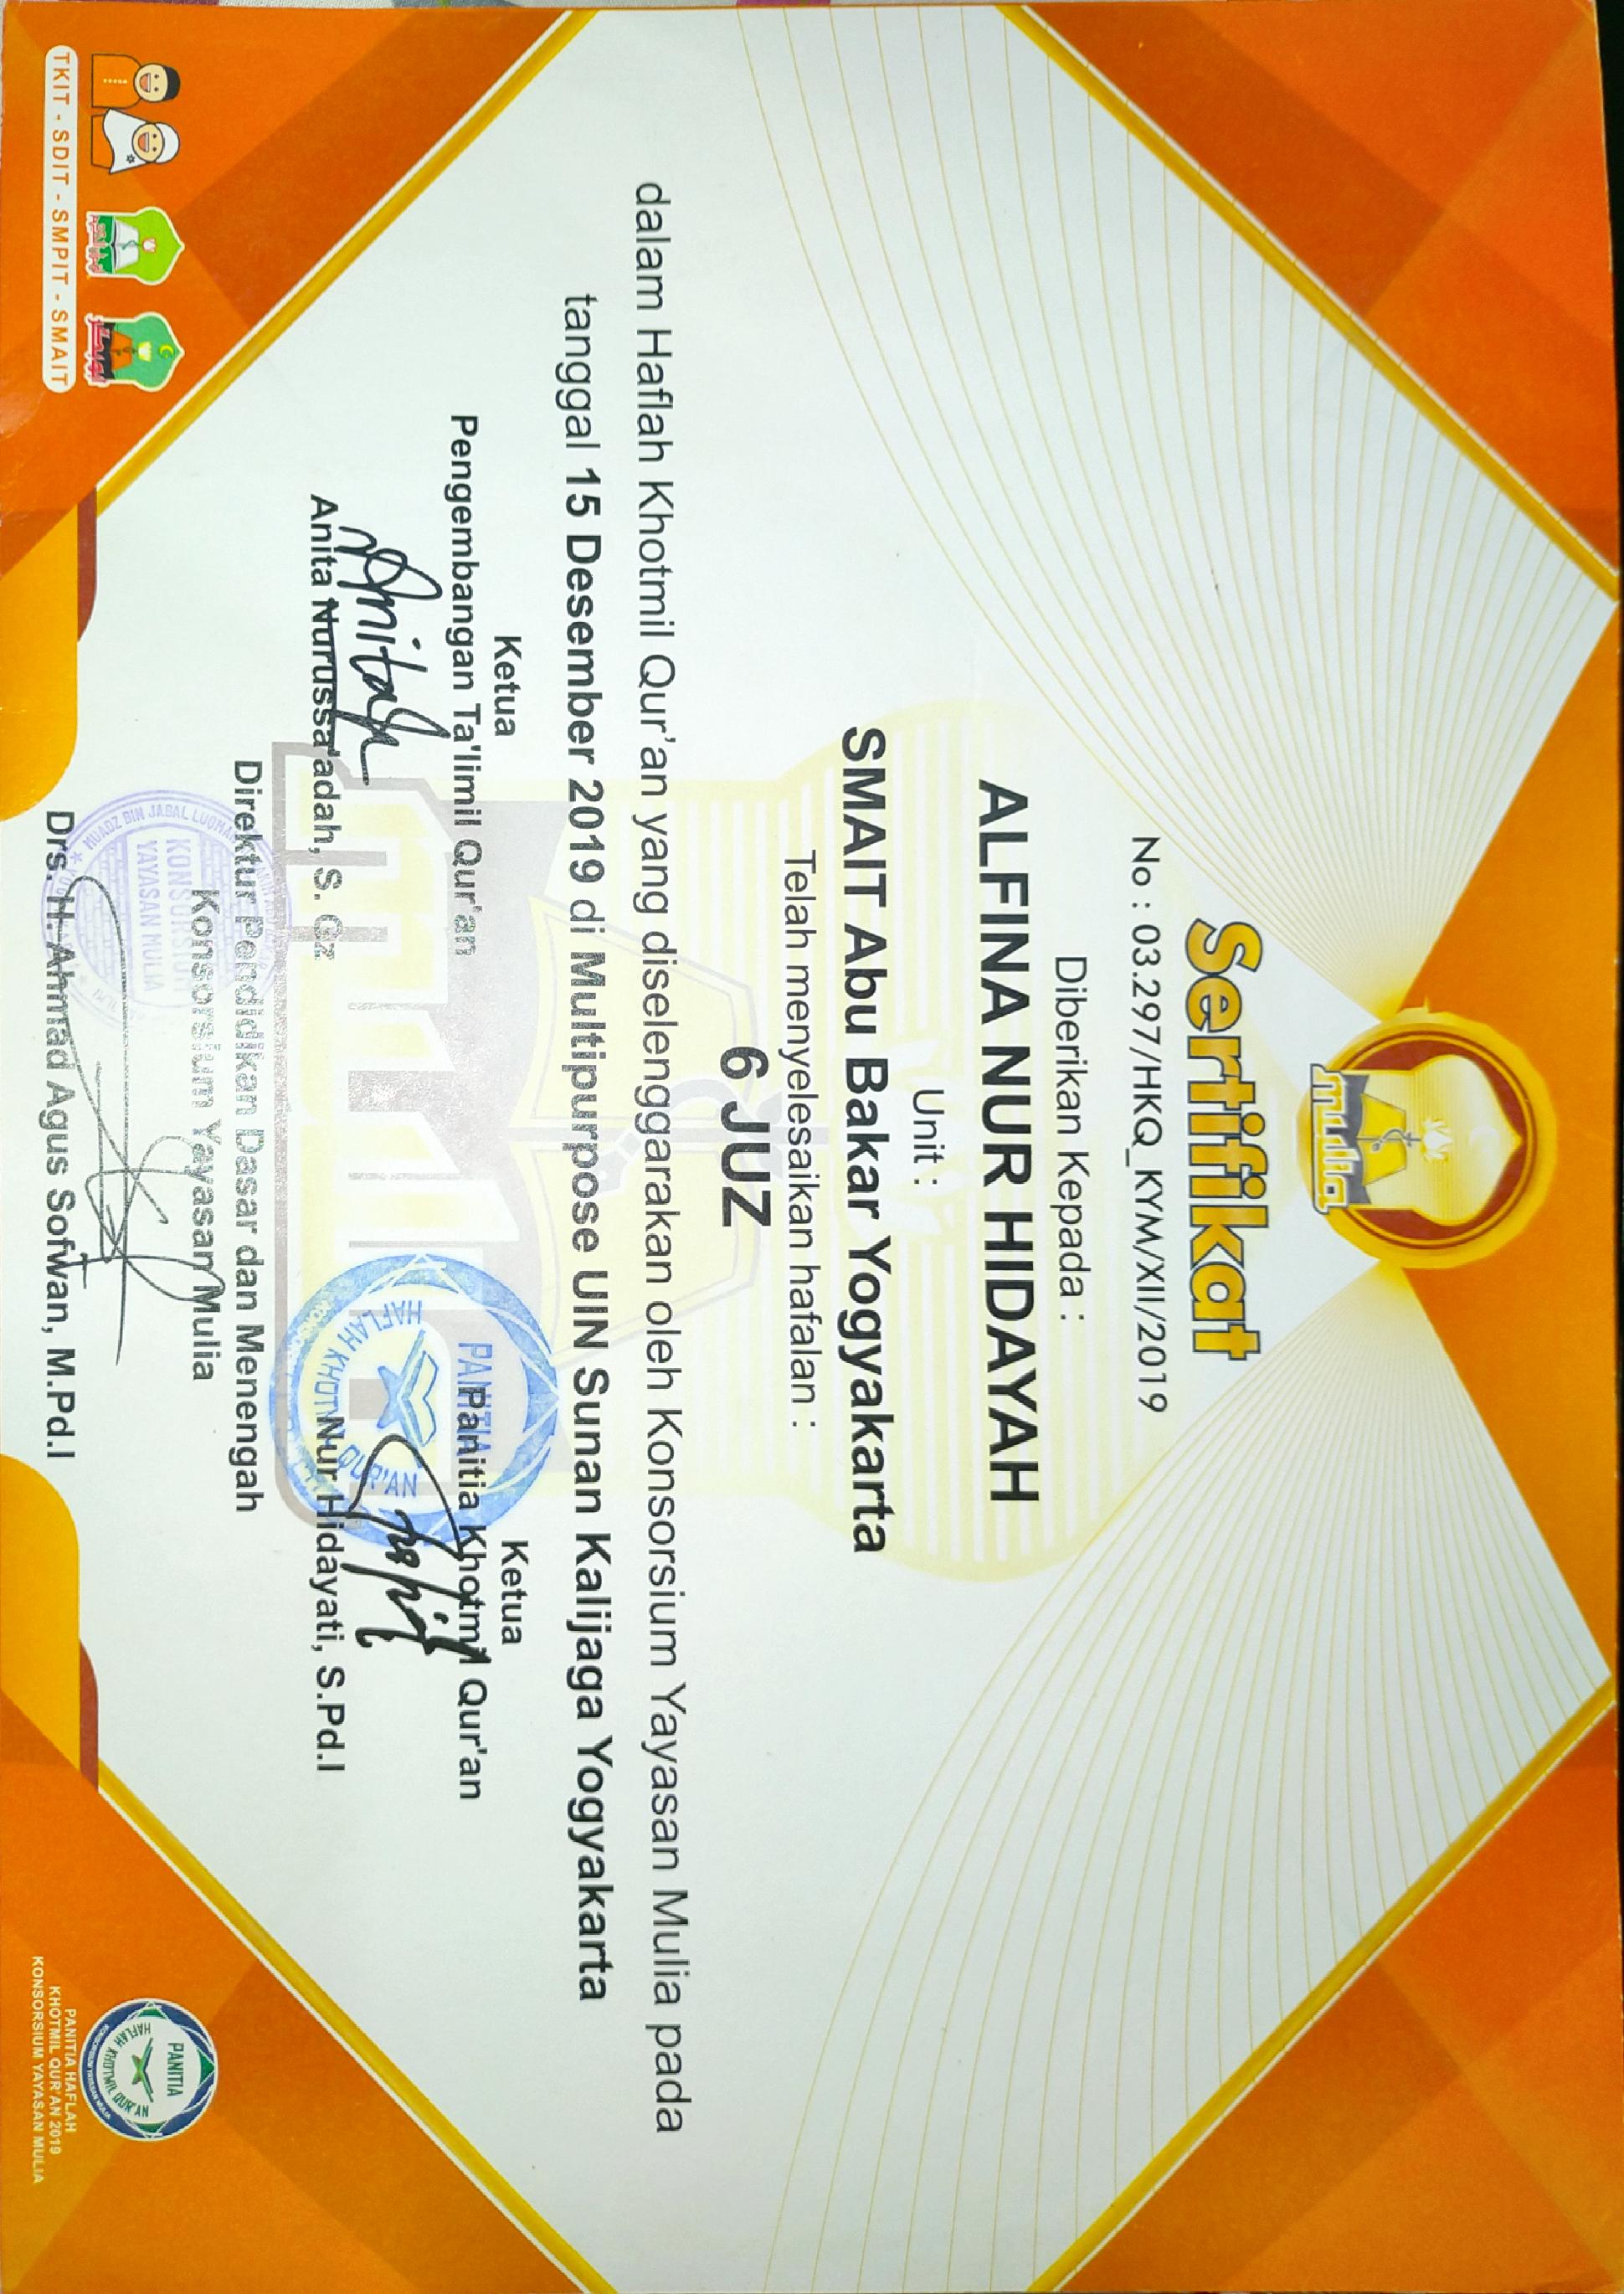 mulia
Sertifikat
No : 03.297/HKQ_KYM/XII/2019
Diberikan Kepada :
ALFINA NUR HIDAYAH
Unit :
SMAIT Abu Bakar Yogyakarta
Telah menyelesaikan hafalan :
6 JUZ
dalam Haflah Khotmil Qur’an yang diselenggarakan oleh Konsorsium Yayasan Mulia pada
tanggal 15 Desember 2019 di Multipurpose UIN Sunan Kalijaga Yogyakarta
Ketua
Pengembangan Ta'limil Qur'an
Anita Nurussa'adah, S. Gz
Ketua
Panitia Khotmil Qur'an
PANITIA
HAFLAH KHOTMIL QUR'AN
Nur Hidayati, S.Pd.I
Direktur Pendidikan Dasar dan Menengah
Konsorsium Yayasan Mulia
KONSORSIUM
YAYASAN MULIA
Drs. H. Ahmad Agus Sofwan, M.Pd.I
TKIT - SDIT - SMPIT - SMAIT
PANITIA
HAFLAH KHOTMIL QUR'AN
KONSORSIUM YAYASAN MULIA
PANITIA HAFLAH
KHOTMIL QUR'AN 2019
KONSORSIUM YAYASAN MULIA